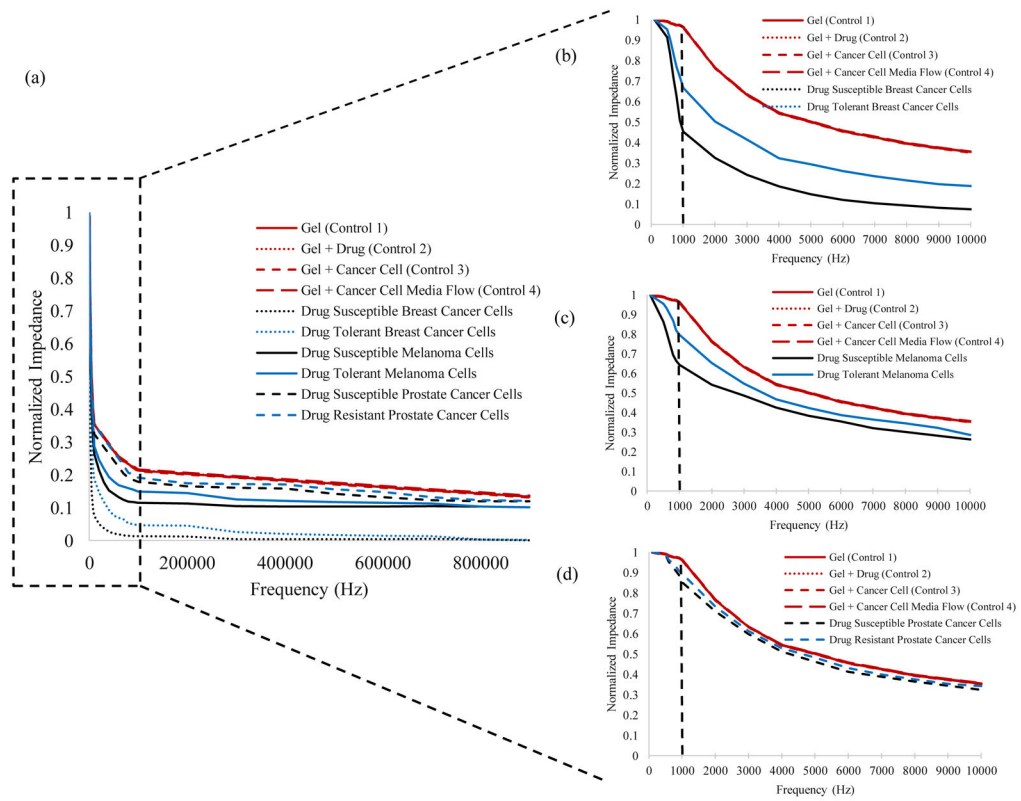 (a)
1
0.9
0.8
0.7
0.6
0.5
0.4
0.3
0.2
0.1
0
Normalized Impedance
0 200000 400000 600000 800000
Frequency (Hz)
Gel (Control 1)
Gel + Drug (Control 2)
Gel + Cancer Cell (Control 3)
Gel + Cancer Cell Media Flow (Control 4)
Drug Susceptible Breast Cancer Cells
Drug Tolerant Breast Cancer Cells
Drug Susceptible Melanoma Cells
Drug Tolerant Melanoma Cells
Drug Susceptible Prostate Cancer Cells
Drug Resistant Prostate Cancer Cells
(b)
1
0.9
0.8
0.7
0.6
0.5
0.4
0.3
0.2
0.1
0
Normalized Impedance
0 1000 2000 3000 4000 5000 6000 7000 8000 9000 10000
Frequency (Hz)
Gel (Control 1)
Gel + Drug (Control 2)
Gel + Cancer Cell (Control 3)
Gel + Cancer Cell Media Flow (Control 4)
Drug Susceptible Breast Cancer Cells
Drug Tolerant Breast Cancer Cells
(c)
1
0.9
0.8
0.7
0.6
0.5
0.4
0.3
0.2
0.1
0
Normalized Impedance
0 1000 2000 3000 4000 5000 6000 7000 8000 9000 10000
Frequency (Hz)
Gel (Control 1)
Gel + Drug (Control 2)
Gel + Cancer Cell (Control 3)
Gel + Cancer Cell Media Flow (Control 4)
Drug Susceptible Melanoma Cells
Drug Tolerant Melanoma Cells
(d)
1
0.9
0.8
0.7
0.6
0.5
0.4
0.3
0.2
0.1
0
Normalized Impedance
0 1000 2000 3000 4000 5000 6000 7000 8000 9000 10000
Frequency (Hz)
Gel (Control 1)
Gel + Drug (Control 2)
Gel + Cancer Cell (Control 3)
Gel + Cancer Cell Media Flow (Control 4)
Drug Susceptible Prostate Cancer Cells
Drug Resistant Prostate Cancer Cells